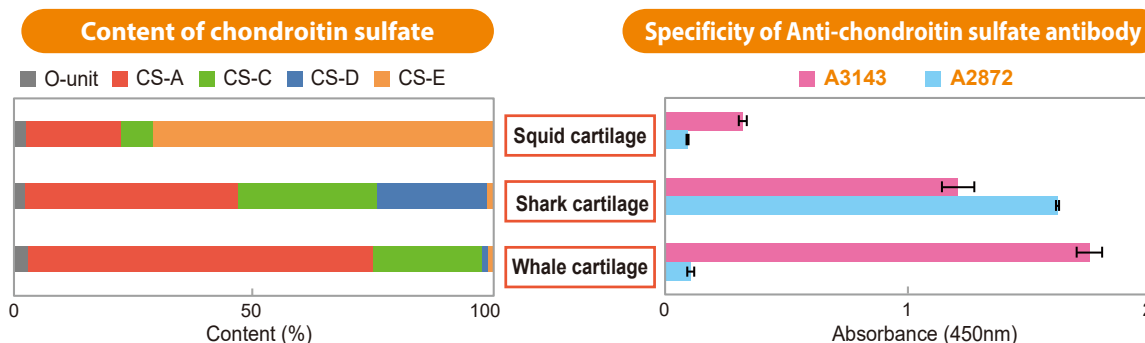 Content of chondroitin sulfate
O-unit CS-A CS-C CS-D CS-E
Specificity of Anti-chondroitin sulfate antibody
A3143 A2872
Squid cartilage
Shark cartilage
Whale cartilage
0 50 100
Content (%)
0 1 2
Absorbance (450nm)